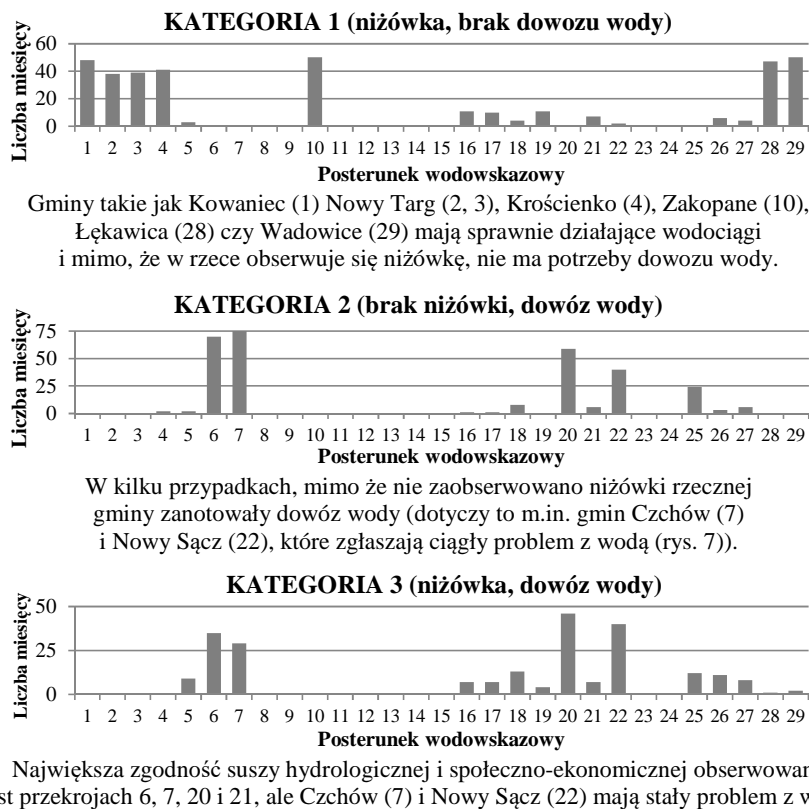 KATEGORIA 1 (niżówka, brak dowozu wody)
Liczba miesięcy
60
40
20
0
1 2 3 4 5 6 7 8 9 10 11 12 13 14 15 16 17 18 19 20 21 22 23 24 25 26 27 28 29
Posterunek wodowskazowy
Gminy takie jak Kowaniec (1) Nowy Targ (2, 3), Krościenko (4), Zakopane (10),
Łękawica (28) czy Wadowice (29) mają sprawnie działające wodociągi
i mimo, że w rzece obserwuje się niżówkę, nie ma potrzeby dowozu wody.
KATEGORIA 2 (brak niżówki, dowóz wody)
Liczba miesięcy
75
50
25
0
1 2 3 4 5 6 7 8 9 10 11 12 13 14 15 16 17 18 19 20 21 22 23 24 25 26 27 28 29
Posterunek wodowskazowy
W kilku przypadkach, mimo że nie zaobserwowano niżówki rzecznej
gminy zanotowały dowóz wody (dotyczy to m.in. gmin Czchów (7)
i Nowy Sącz (22), które zgłaszają ciągły problem z wodą (rys. 7)).
KATEGORIA 3 (niżówka, dowóz wody)
Liczba miesięcy
50
25
0
1 2 3 4 5 6 7 8 9 10 11 12 13 14 15 16 17 18 19 20 21 22 23 24 25 26 27 28 29
Posterunek wodowskazowy
Największa zgodność suszy hydrologicznej i społeczno-ekonomicznej obserwowan
st przekrojach 6, 7, 20 i 21, ale Czchów (7) i Nowy Sącz (22) mają stały problem z